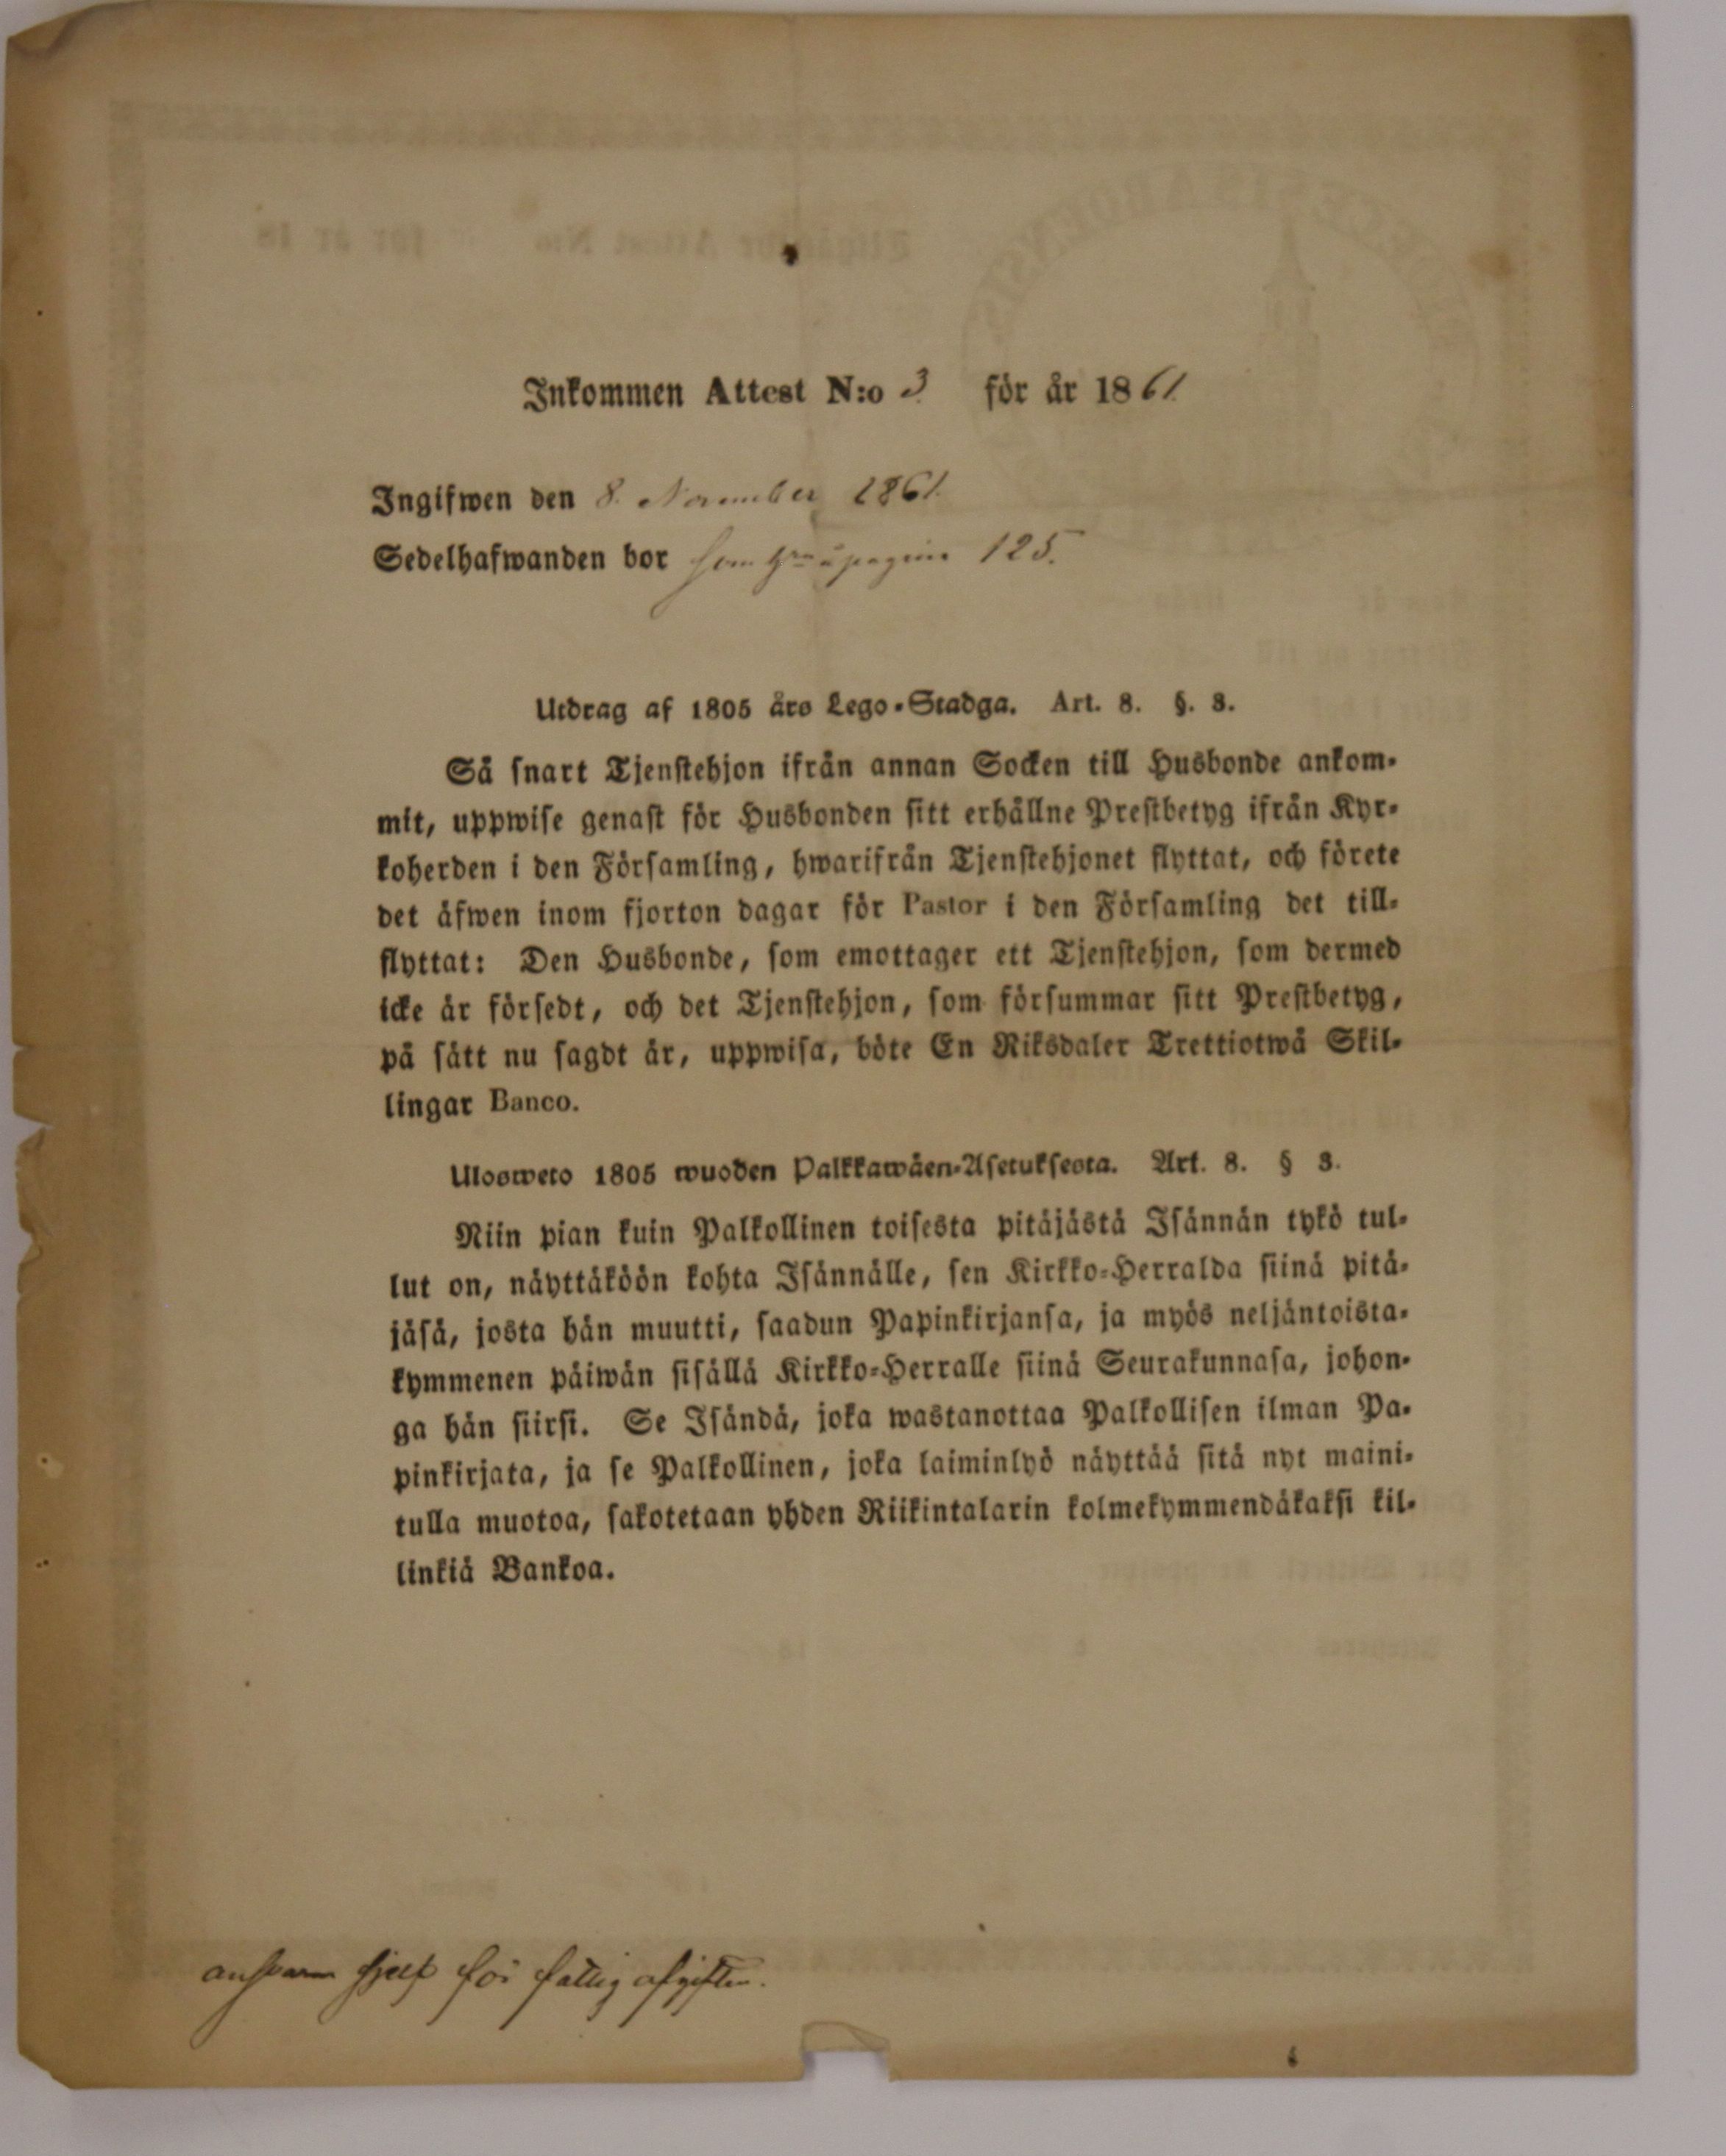 Inkommen Attest N:o 3. för år 1861.
Ingifwen den 8. November 1861.
Sedelhafwanden bor pagina 125.
Utdrag af 1805 års Lego-Stadga. Art. 8. §. 3.
Så snart Tjenstehjon ifrån annan Socken till Husbonde ankom-
mit, uppwise genast för Husbonden sitt erhållne Prestbetyg ifrån Kyr-
koherden i den Församling, hwarifrån Tjenstehjonet flyttat, och förete
det äfwen inom fjorton dagar för Pastor i den Församling det till-
flyttat: Den Husbonde, som emottager ett Tjenstehjon, som dermed
icke är försedt, och det Tjenstehjon, som försummar sitt Prestbetyg,
på sätt nu sagdt är, uppwisa, böte En Riksdaler Trettiotwå Skil-
lingar Banco.
Ulosweto 1805 wuoden Palkkawäen-Asetuksesta. Art. 8. § 3.
Niin pian kuin Palkollinen toisesta pitäjästä Isännän tykö tul-
lut on, näyttäköön kohta Isännälle, sen Kirkko-Herralda siinä pitä-
jäsä, josta hän muutti, saadun Papinkirjansa, ja myös neljäntoista-
kymmenen päiwän sisällä Kirkko-Herralle siinä Seurakunnasa, johon-
ga hän siirsi. Se Isändä, joka wastanottaa Palkollisen ilman Pa-
pinkirjata, ja se Palkollinen, joka laiminlyö näyttää sitä nyt maini-
tulla muotoa, sakotetaan yhden Riikintalarin kolmekymmendäkaksi kil-
linkiä Bankoa.
ansvarar sjelf för fattig afgiften.